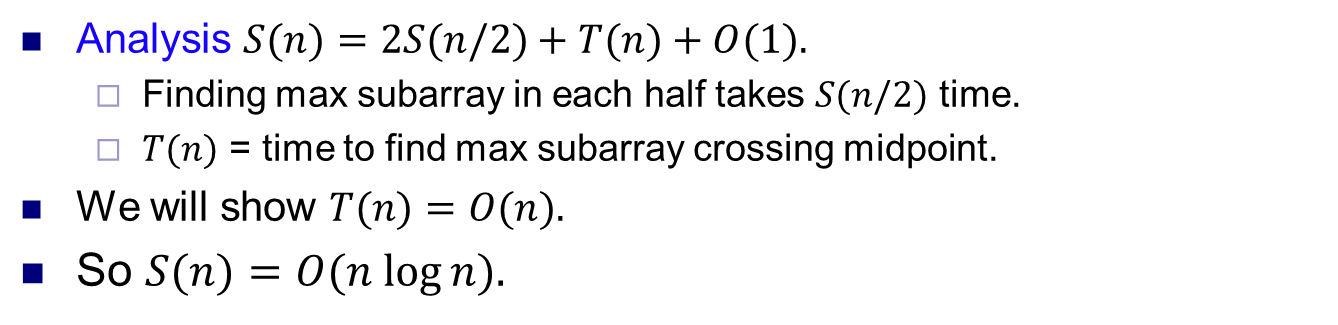 Analysis S(n) = 2S(n/2) + T(n) + O(1).
Finding max subarray in each half takes S(n/2) time.
T(n) = time to find max subarray crossing midpoint.
We will show T(n) = O(n).
So S(n) = O(n log n).